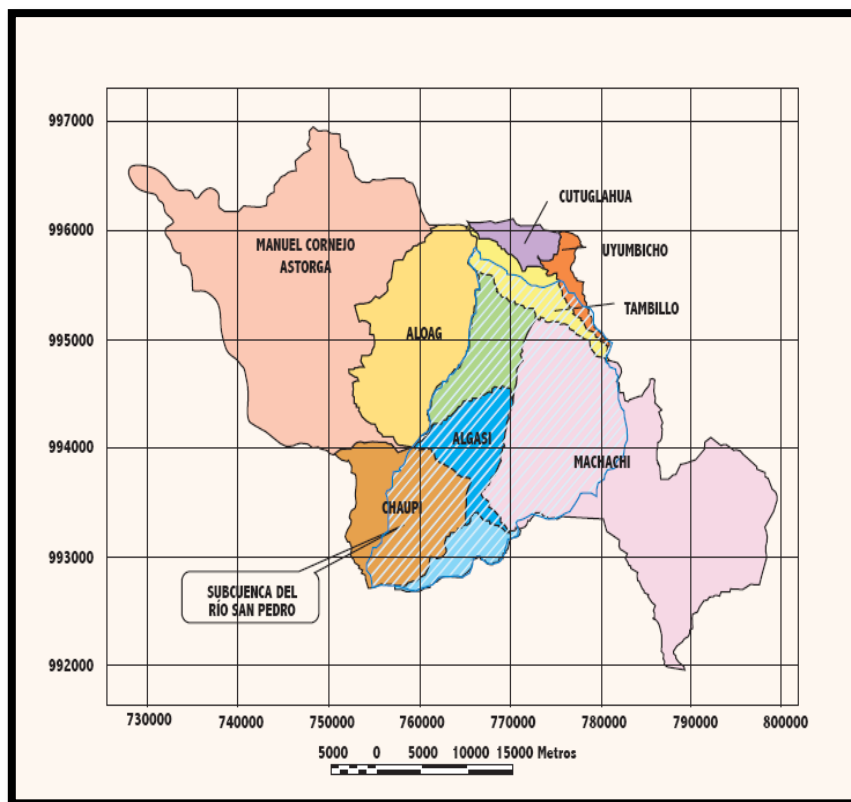 997000
996000
995000
994000
993000
992000
CUTUGLAHUA
MANUEL CORNEJO
ASTORGA
UYUMBICHO
TAMBILLO
ALOAG
ALGASI
MACHACHI
CHAUPI
SUBCUENCA DEL
RÍO SAN PEDRO
730000 740000 750000 760000 770000 780000 790000 800000
5000 0 5000 10000 15000 Metros